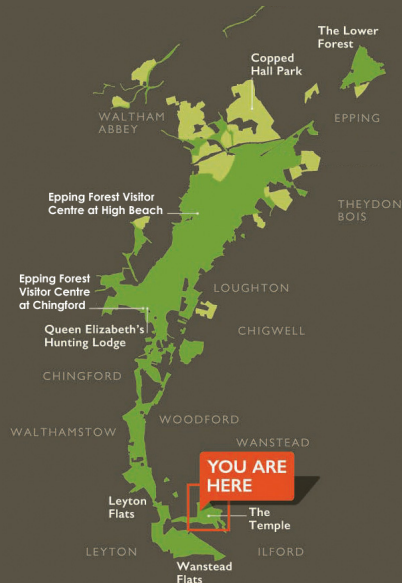 The Lower
Forest
Copped
Hall Park
WALTHAM
ABBEY
EPPING
Epping Forest Visitor
Centre at High Beach
THEYDON
BOIS
Epping Forest
Visitor Centre
at Chingford
LOUGHTON
Queen Elizabeth's
Hunting Lodge
CHIGWELL
CHINGFORD
WOODFORD
WALTHAMSTOW
WANSTEAD
YOU ARE
HERE
Leyton
Flats
The
Temple
LEYTON
ILFORD
Wanstead
Flats